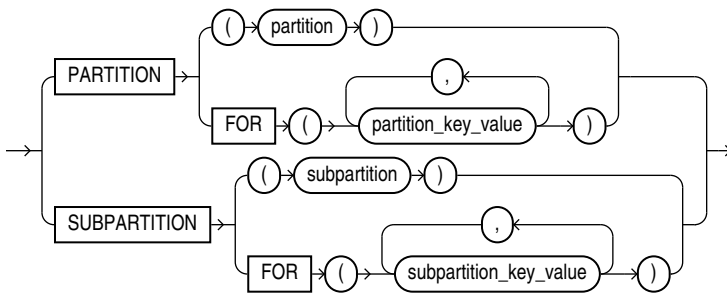 ( partition )
PARTITION
,
FOR ( partition_key_value )
( subpartition )
SUBPARTITION
,
FOR ( subpartition_key_value )